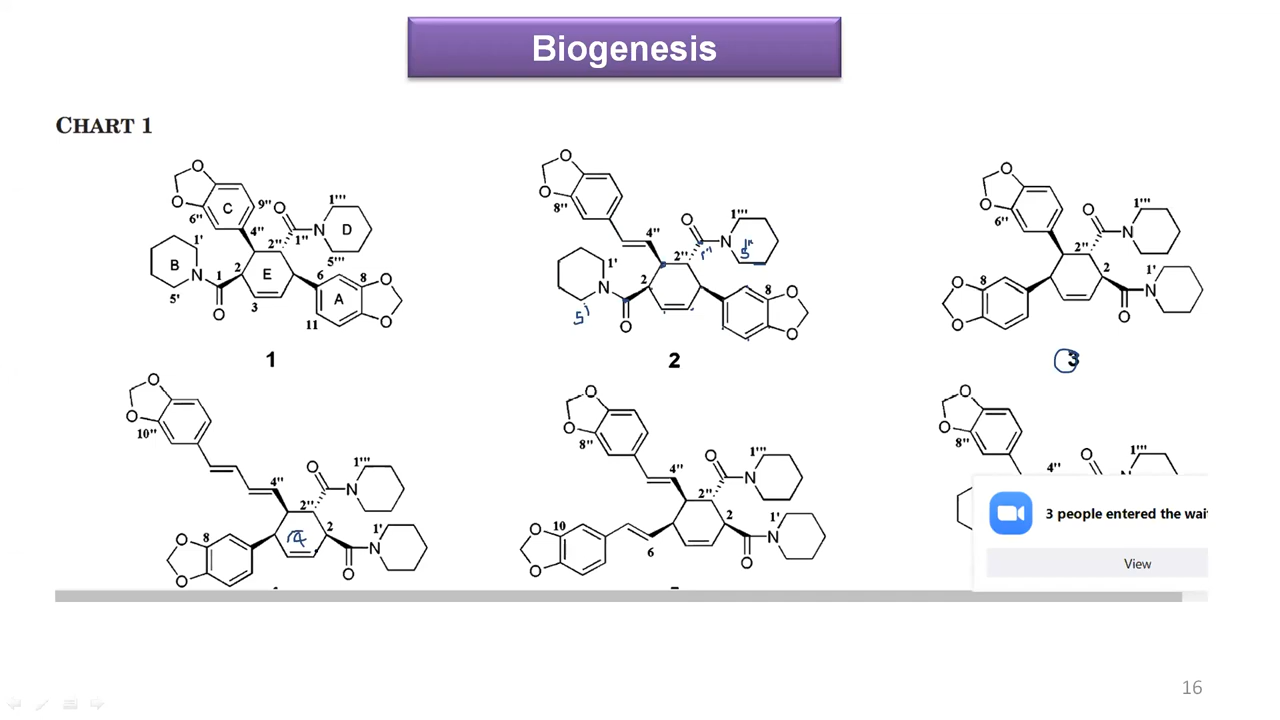 Biogenesis
CHART 1
O O C 9'' 6'' 4'' O 1''' N D 1'' 2'' 5''' B 1' N 1 2 E 5' O 3 6 8 A 11 O O
1
O O 8'' 4'' O 1''' N 2'' 1'' 5''' 1' N 2 5' O 8 O O
2
O O 6'' O 1''' N 2'' 8 O O 2 1' N O
3
O O 10'' 4'' O 1''' N 2'' 8 O O 2 1' N O
O O 8'' 4'' O 1''' N 2'' 10 O O 6 2 1' N O
O O 8'' 4'' O 1'''
3 people entered the wai
View
16